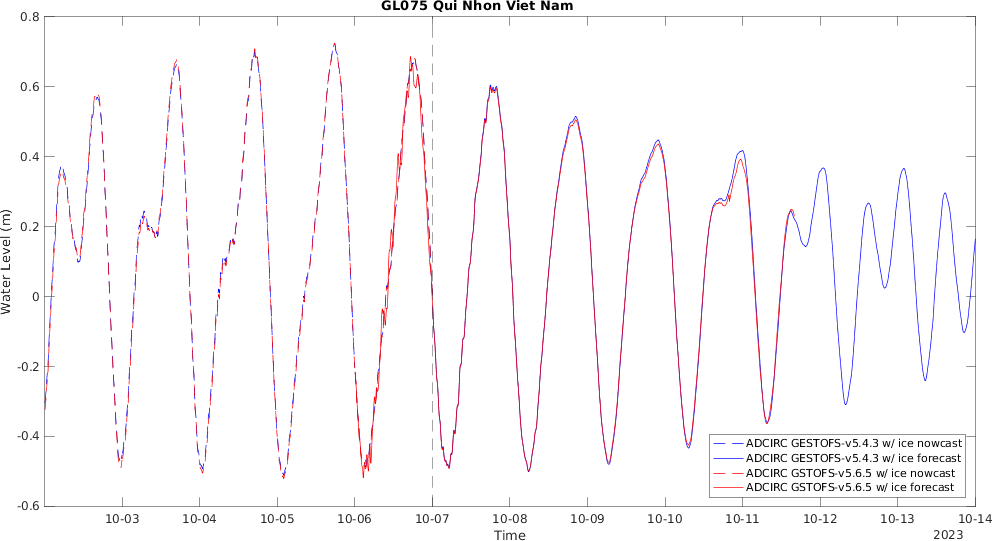 GL075 Qui Nhon Viet Nam
0.8
0.6
0.4
0.2
0
-0.2
-0.4
-0.6
Water Level (m)
ADCIRC GESTOFS-v5.4.3 w/ ice nowcast
ADCIRC GESTOFS-v5.4.3 w/ ice forecast
ADCIRC GSTOFS-v5.6.5 w/ ice nowcast
ADCIRC GSTOFS-v5.6.5 w/ ice forecast
10-03 10-04 10-05 10-06 10-07 10-08 10-09 10-10 10-11 10-12 10-13 10-14
Time
2023